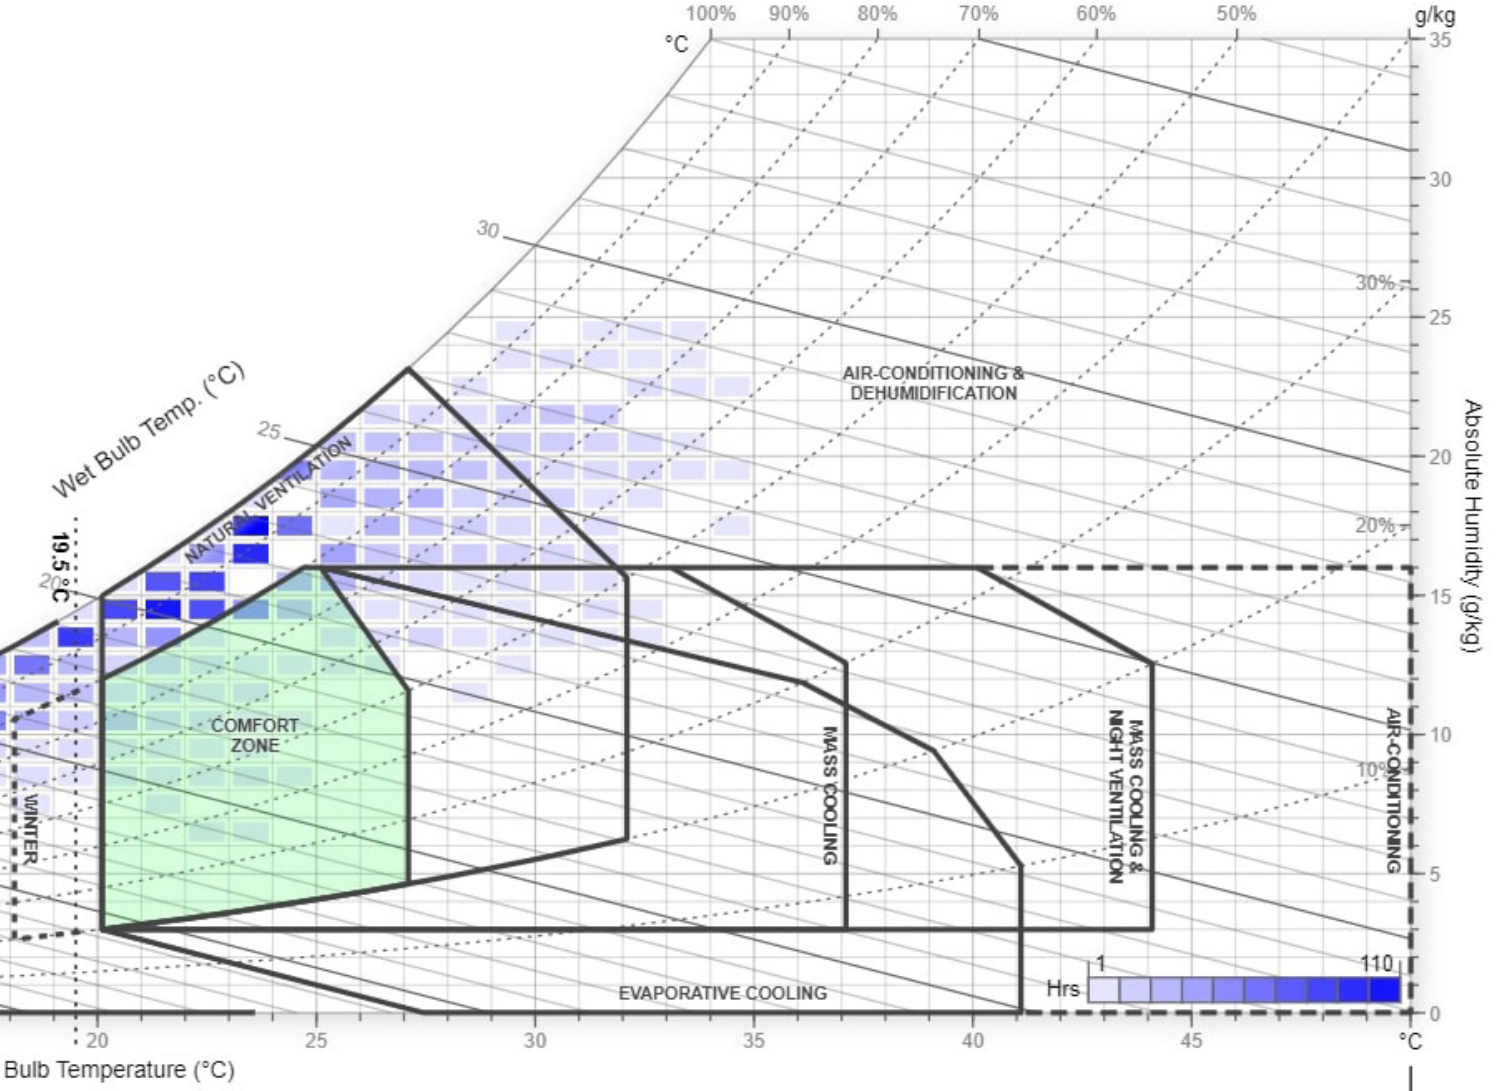 100% 90% 80% 70% 60% 50% g/kg
°C
35
30
30
30%
25
AIR-CONDITIONING &
DEHUMIDIFICATION
Wet Bulb Temp. (°C)
25
NATURAL VENTILATION
20
Absolute Humidity (g/kg)
20%
19.5 °C
20
15
COMFORT
ZONE
WINTER
MASS COOLING
MASS COOLING &
NIGHT VENTILATION
AIR-CONDITIONING
10
10%
5
EVAPORATIVE COOLING
Hrs 1 110
0
20 25 30 35 40 45 °C
Bulb Temperature (°C)